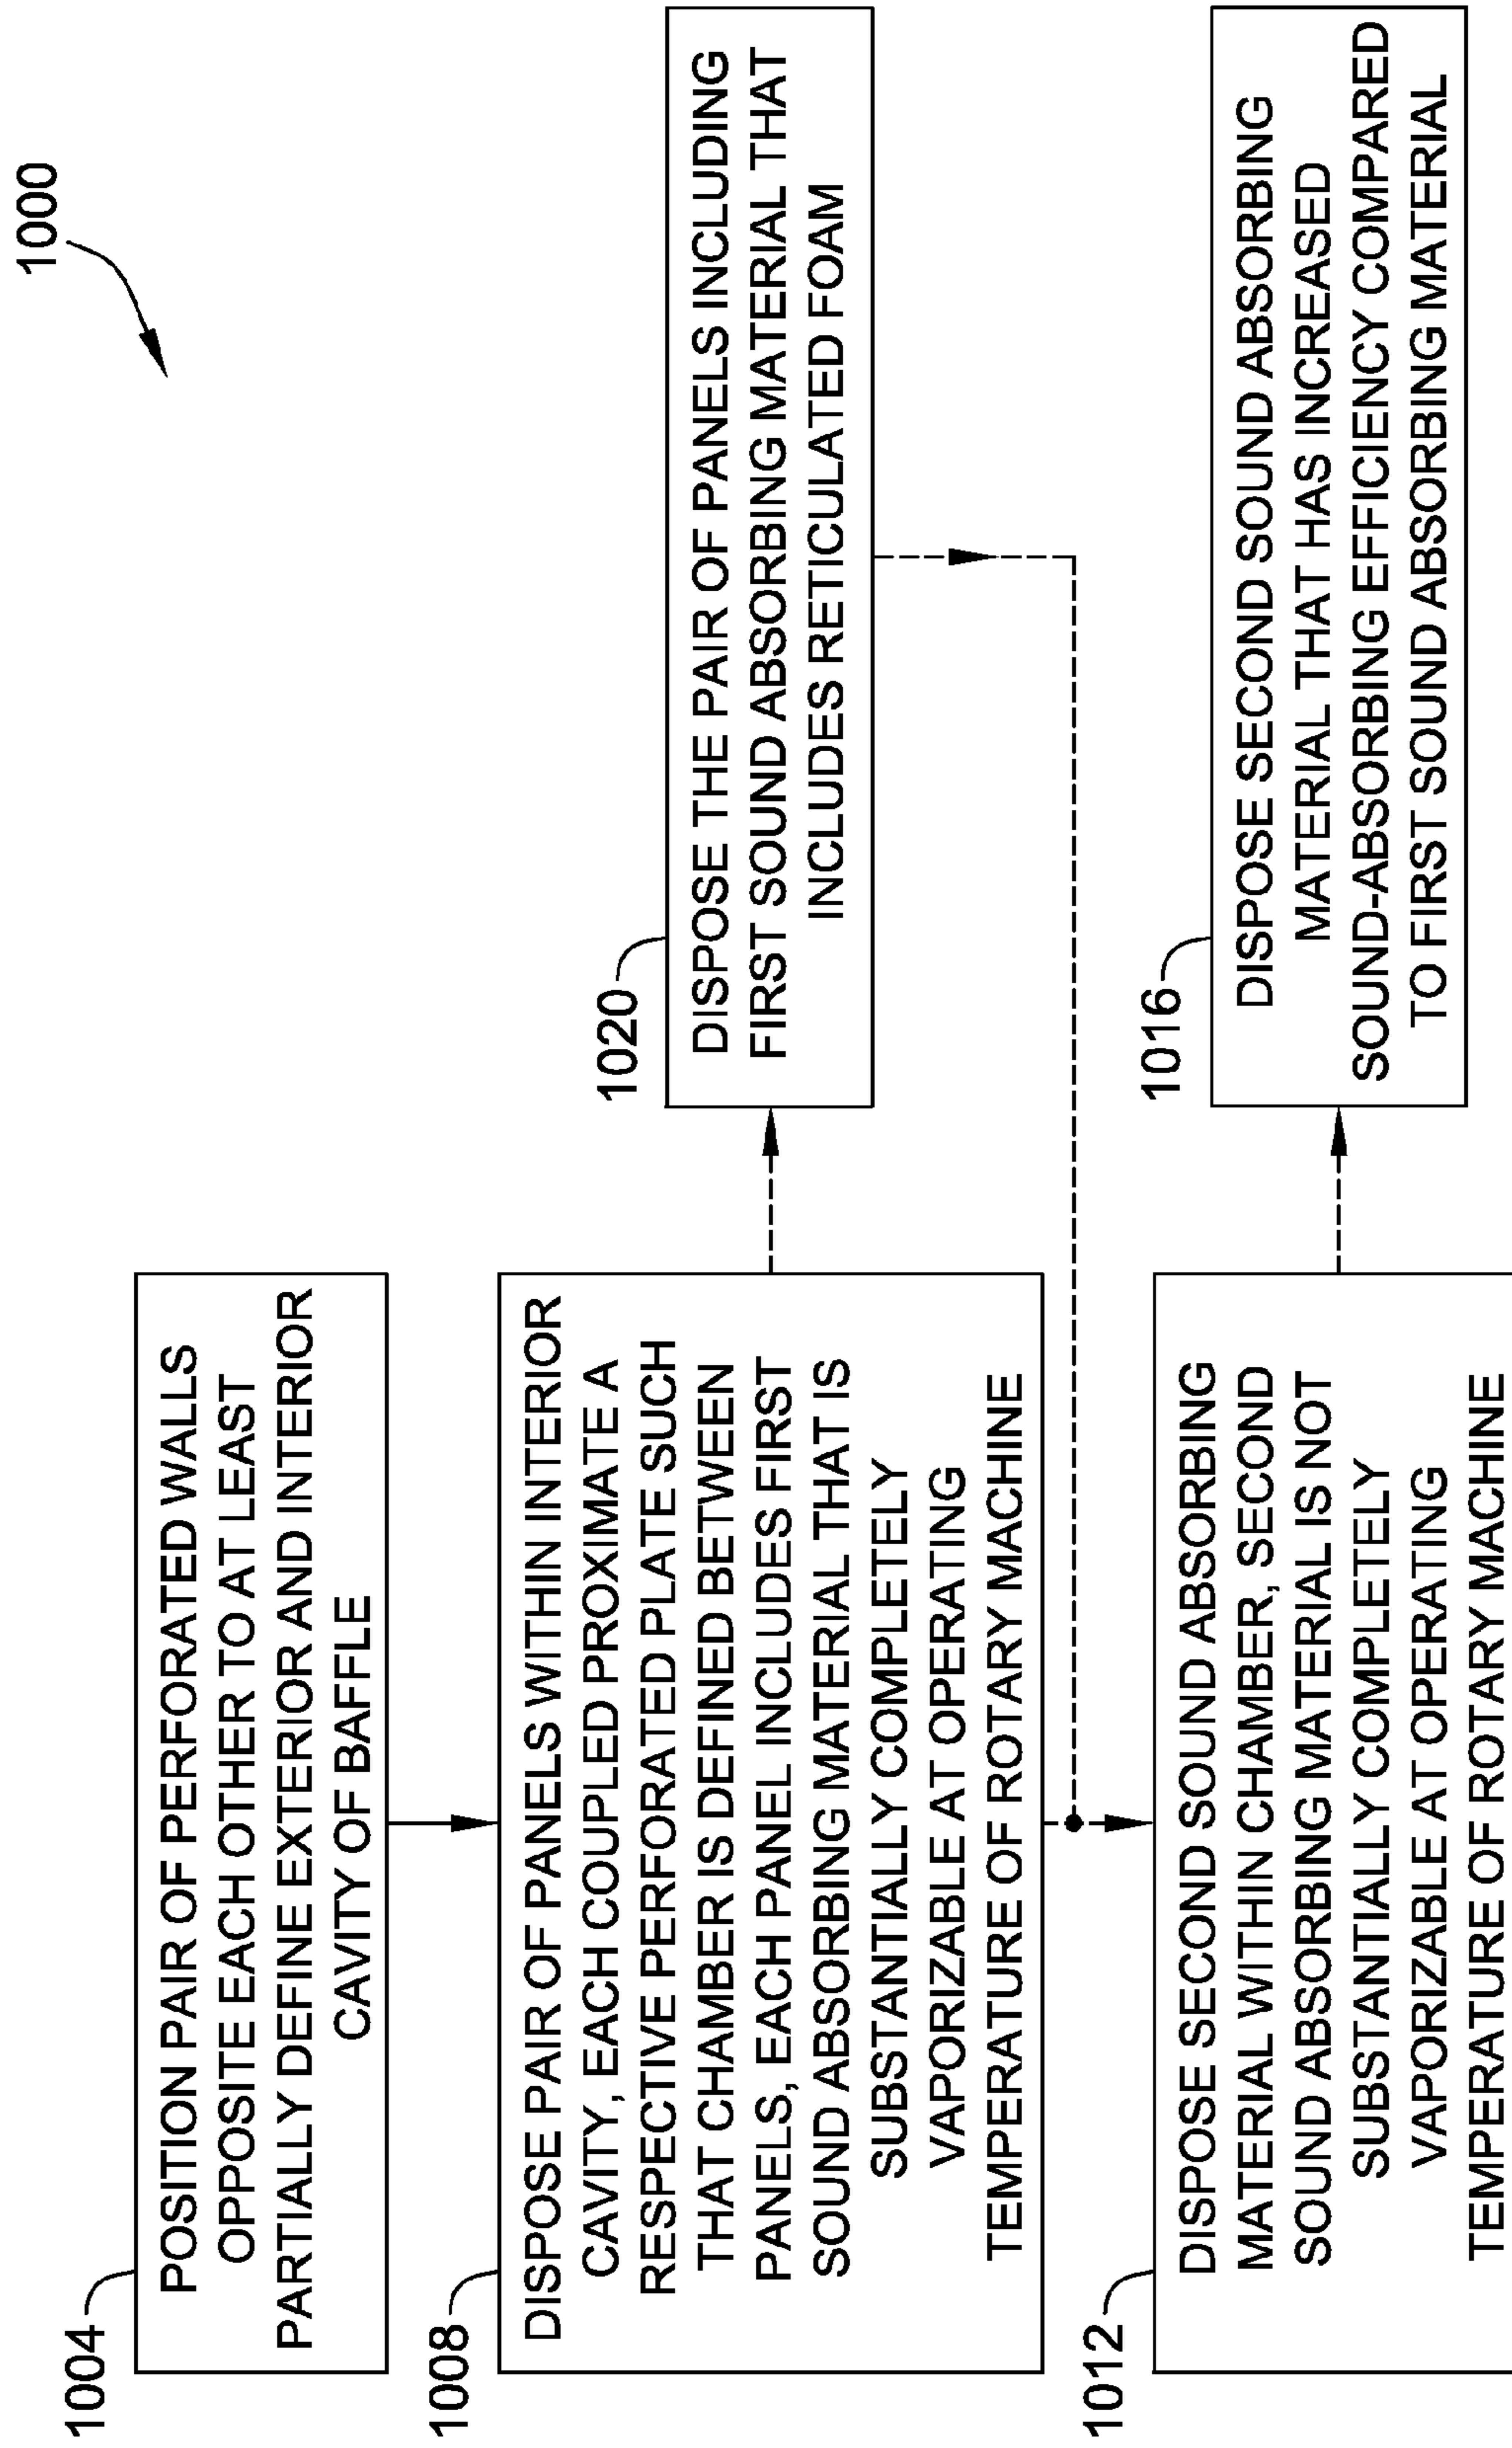 1000
1004
POSITION PAIR OF PERFORATED WALLS
OPPOSITE EACH OTHER TO AT LEAST
PARTIALLY DEFINE EXTERIOR AND INTERIOR
CAVITY OF BAFFLE
1008
DISPOSE PAIR OF PANELS WITHIN INTERIOR
CAVITY, EACH COUPLED PROXIMATE A
RESPECTIVE PERFORATED PLATE SUCH
THAT CHAMBER IS DEFINED BETWEEN
PANELS, EACH PANEL INCLUDES FIRST
SOUND ABSORBING MATERIAL THAT IS
SUBSTANTIALLY COMPLETELY
VAPORIZABLE AT OPERATING
TEMPERATURE OF ROTARY MACHINE
1020
DISPOSE THE PAIR OF PANELS INCLUDING
FIRST SOUND ABSORBING MATERIAL THAT
INCLUDES RETICULATED FOAM
1012
DISPOSE SECOND SOUND ABSORBING
MATERIAL WITHIN CHAMBER, SECOND
SOUND ABSORBING MATERIAL IS NOT
SUBSTANTIALLY COMPLETELY
VAPORIZABLE AT OPERATING
TEMPERATURE OF ROTARY MACHINE
1016
DISPOSE SECOND SOUND ABSORBING
MATERIAL THAT HAS INCREASED
SOUND-ABSORBING EFFICIENCY COMPARED
TO FIRST SOUND ABSORBING MATERIAL